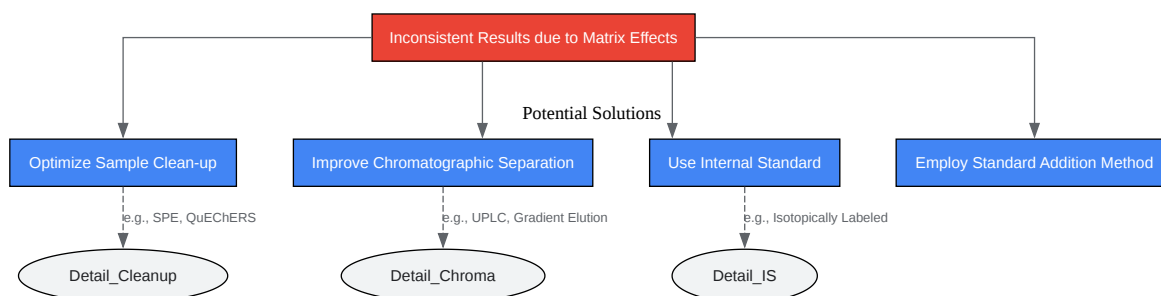 Inconsistent Results due to Matrix Effects
Potential Solutions
Optimize Sample Clean-up
Improve Chromatographic Separation
Use Internal Standard
Employ Standard Addition Method
e.g., SPE, QuEChERS
e.g., UPLC, Gradient Elution
e.g., Isotopically Labeled
Detail_Cleanup
Detail_Chroma
Detail_IS